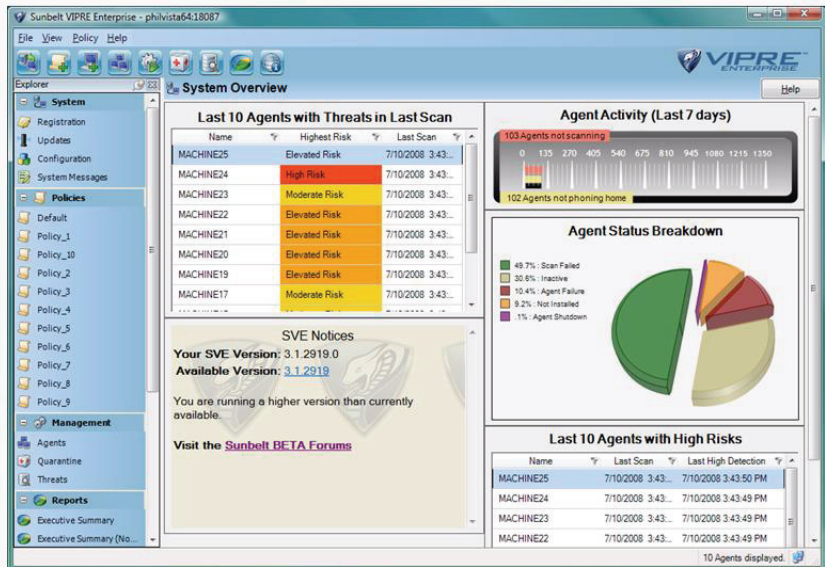 Sunbelt VIPRE Enterprise - philvista64:18087
File View Policy Help
VIPRE
ENTERPRISE
Explorer
System Overview
Help
System
Registration
Updates
Configuration
System Messages
Policies
Default
Policy_1
Policy_10
Policy_2
Policy_3
Policy_4
Policy_5
Policy_6
Policy_7
Policy_8
Policy_9
Management
Agents
Quarantine
Threats
Reports
Executive Summary
Executive Summary (No...
Last 10 Agents with Threats in Last Scan
Name Highest Risk Last Scan
MACHINE25 Elevated Risk 7/10/2008 3:43:...
MACHINE24 High Risk 7/10/2008 3:43:...
MACHINE23 Moderate Risk 7/10/2008 3:43:...
MACHINE22 Elevated Risk 7/10/2008 3:43:...
MACHINE21 Elevated Risk 7/10/2008 3:43:...
MACHINE20 Elevated Risk 7/10/2008 3:43:...
MACHINE19 Elevated Risk 7/10/2008 3:43:...
MACHINE17 Moderate Risk 7/10/2008 3:43:...
SVE Notices
Your SVE Version: 3.1.2919.0
Available Version: 3.1.2919
You are running a higher version than currently
available.
Visit the Sunbelt BETA Forums
Agent Activity (Last 7 days)
103 Agents not scanning
0 135 270 405 540 675 810 945 1080 1215 1350
102 Agents not phoning home
Agent Status Breakdown
49.7% : Scan Failed
30.6% : Inactive
10.4% : Agent Failure
9.2% : Not Installed
.1% : Agent Shutdown
Last 10 Agents with High Risks
Name Last Scan Last High Detection
MACHINE25 7/10/2008 3:43:... 7/10/2008 3:43:50 PM
MACHINE24 7/10/2008 3:43:... 7/10/2008 3:43:49 PM
MACHINE23 7/10/2008 3:43:... 7/10/2008 3:43:49 PM
MACHINE22 7/10/2008 3:43:... 7/10/2008 3:43:49 PM
10 Agents displayed.